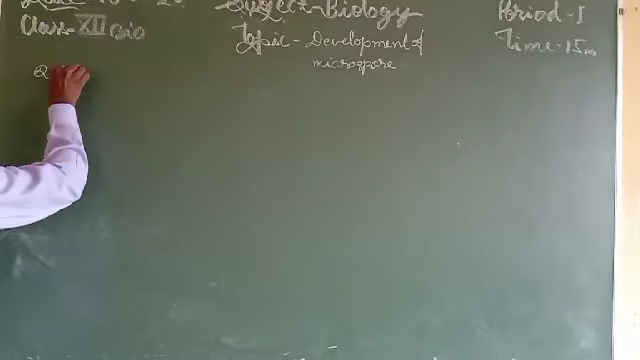 Subject-Biology
Period-I
Class-XII Bio
Topic - Development of
microspore
Time-15m
Q